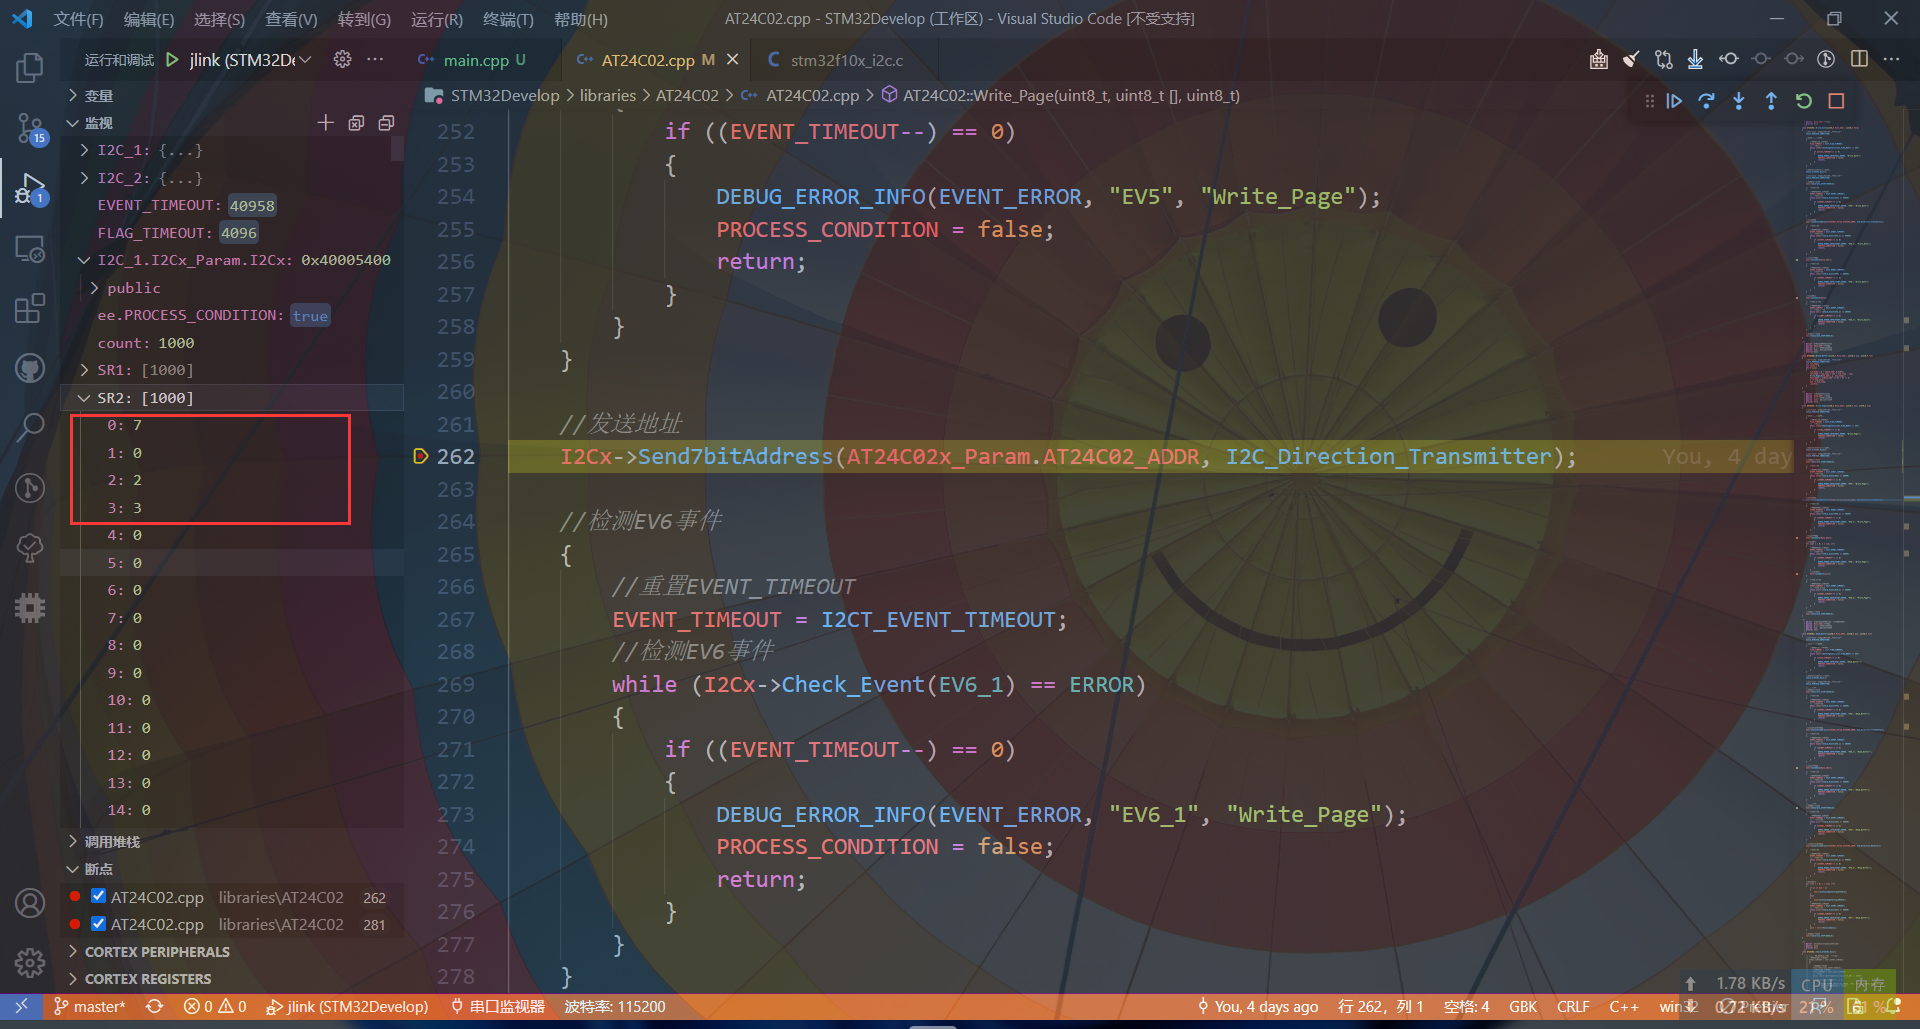 文件(F) 编辑(E) 选择(S) 查看(V) 转到(G) 运行(R) 终端(T) 帮助(H) AT24C02.cpp - STM32Develop (工作区) - Visual Studio Code [不受支持]
运行和调试 jlink (STM32De main.cpp U AT24C02.cpp M stm32f10x_i2c.c
STM32Develop > libraries > AT24C02 > AT24C02.cpp > AT24C02::Write_Page(uint8_t, uint8_t [], uint8_t)
变量
监视
I2C_1: {...}
I2C_2: {...}
EVENT_TIMEOUT: 40958
FLAG_TIMEOUT: 4096
I2C_1.I2Cx_Param.I2Cx: 0x40005400
public
ee.PROCESS_CONDITION: true
count: 1000
SR1: [1000]
SR2: [1000]
0: 7
1: 0
2: 2
3: 3
4: 0
5: 0
6: 0
7: 0
8: 0
9: 0
10: 0
11: 0
12: 0
13: 0
14: 0
调用堆栈
断点
AT24C02.cpp libraries\AT24C02 262
AT24C02.cpp libraries\AT24C02 281
CORTEX PERIPHERALS
CORTEX REGISTERS
15
1
252 if ((EVENT_TIMEOUT--) == 0)
253 {
254 DEBUG_ERROR_INFO(EVENT_ERROR, "EV5", "Write_Page");
255 PROCESS_CONDITION = false;
256 return;
257 }
258 }
259 }
260
261 //发送地址
262 I2Cx->Send7bitAddress(AT24C02x_Param.AT24C02_ADDR, I2C_Direction_Transmitter); You, 4 day
263
264 //检测EV6事件
265 {
266 //重置EVENT_TIMEOUT
267 EVENT_TIMEOUT = I2CT_EVENT_TIMEOUT;
268 //检测EV6事件
269 while (I2Cx->Check_Event(EV6_1) == ERROR)
270 {
271 if ((EVENT_TIMEOUT--) == 0)
272 {
273 DEBUG_ERROR_INFO(EVENT_ERROR, "EV6_1", "Write_Page");
274 PROCESS_CONDITION = false;
275 return;
276 }
277 }
278 }
1.78 KB/s CPU 内存
master* 0 0 jlink (STM32Develop) 串口监视器 波特率: 115200 You, 4 days ago 行 262, 列 1 空格: 4 GBK CRLF C++ win32 0.72 KB/s